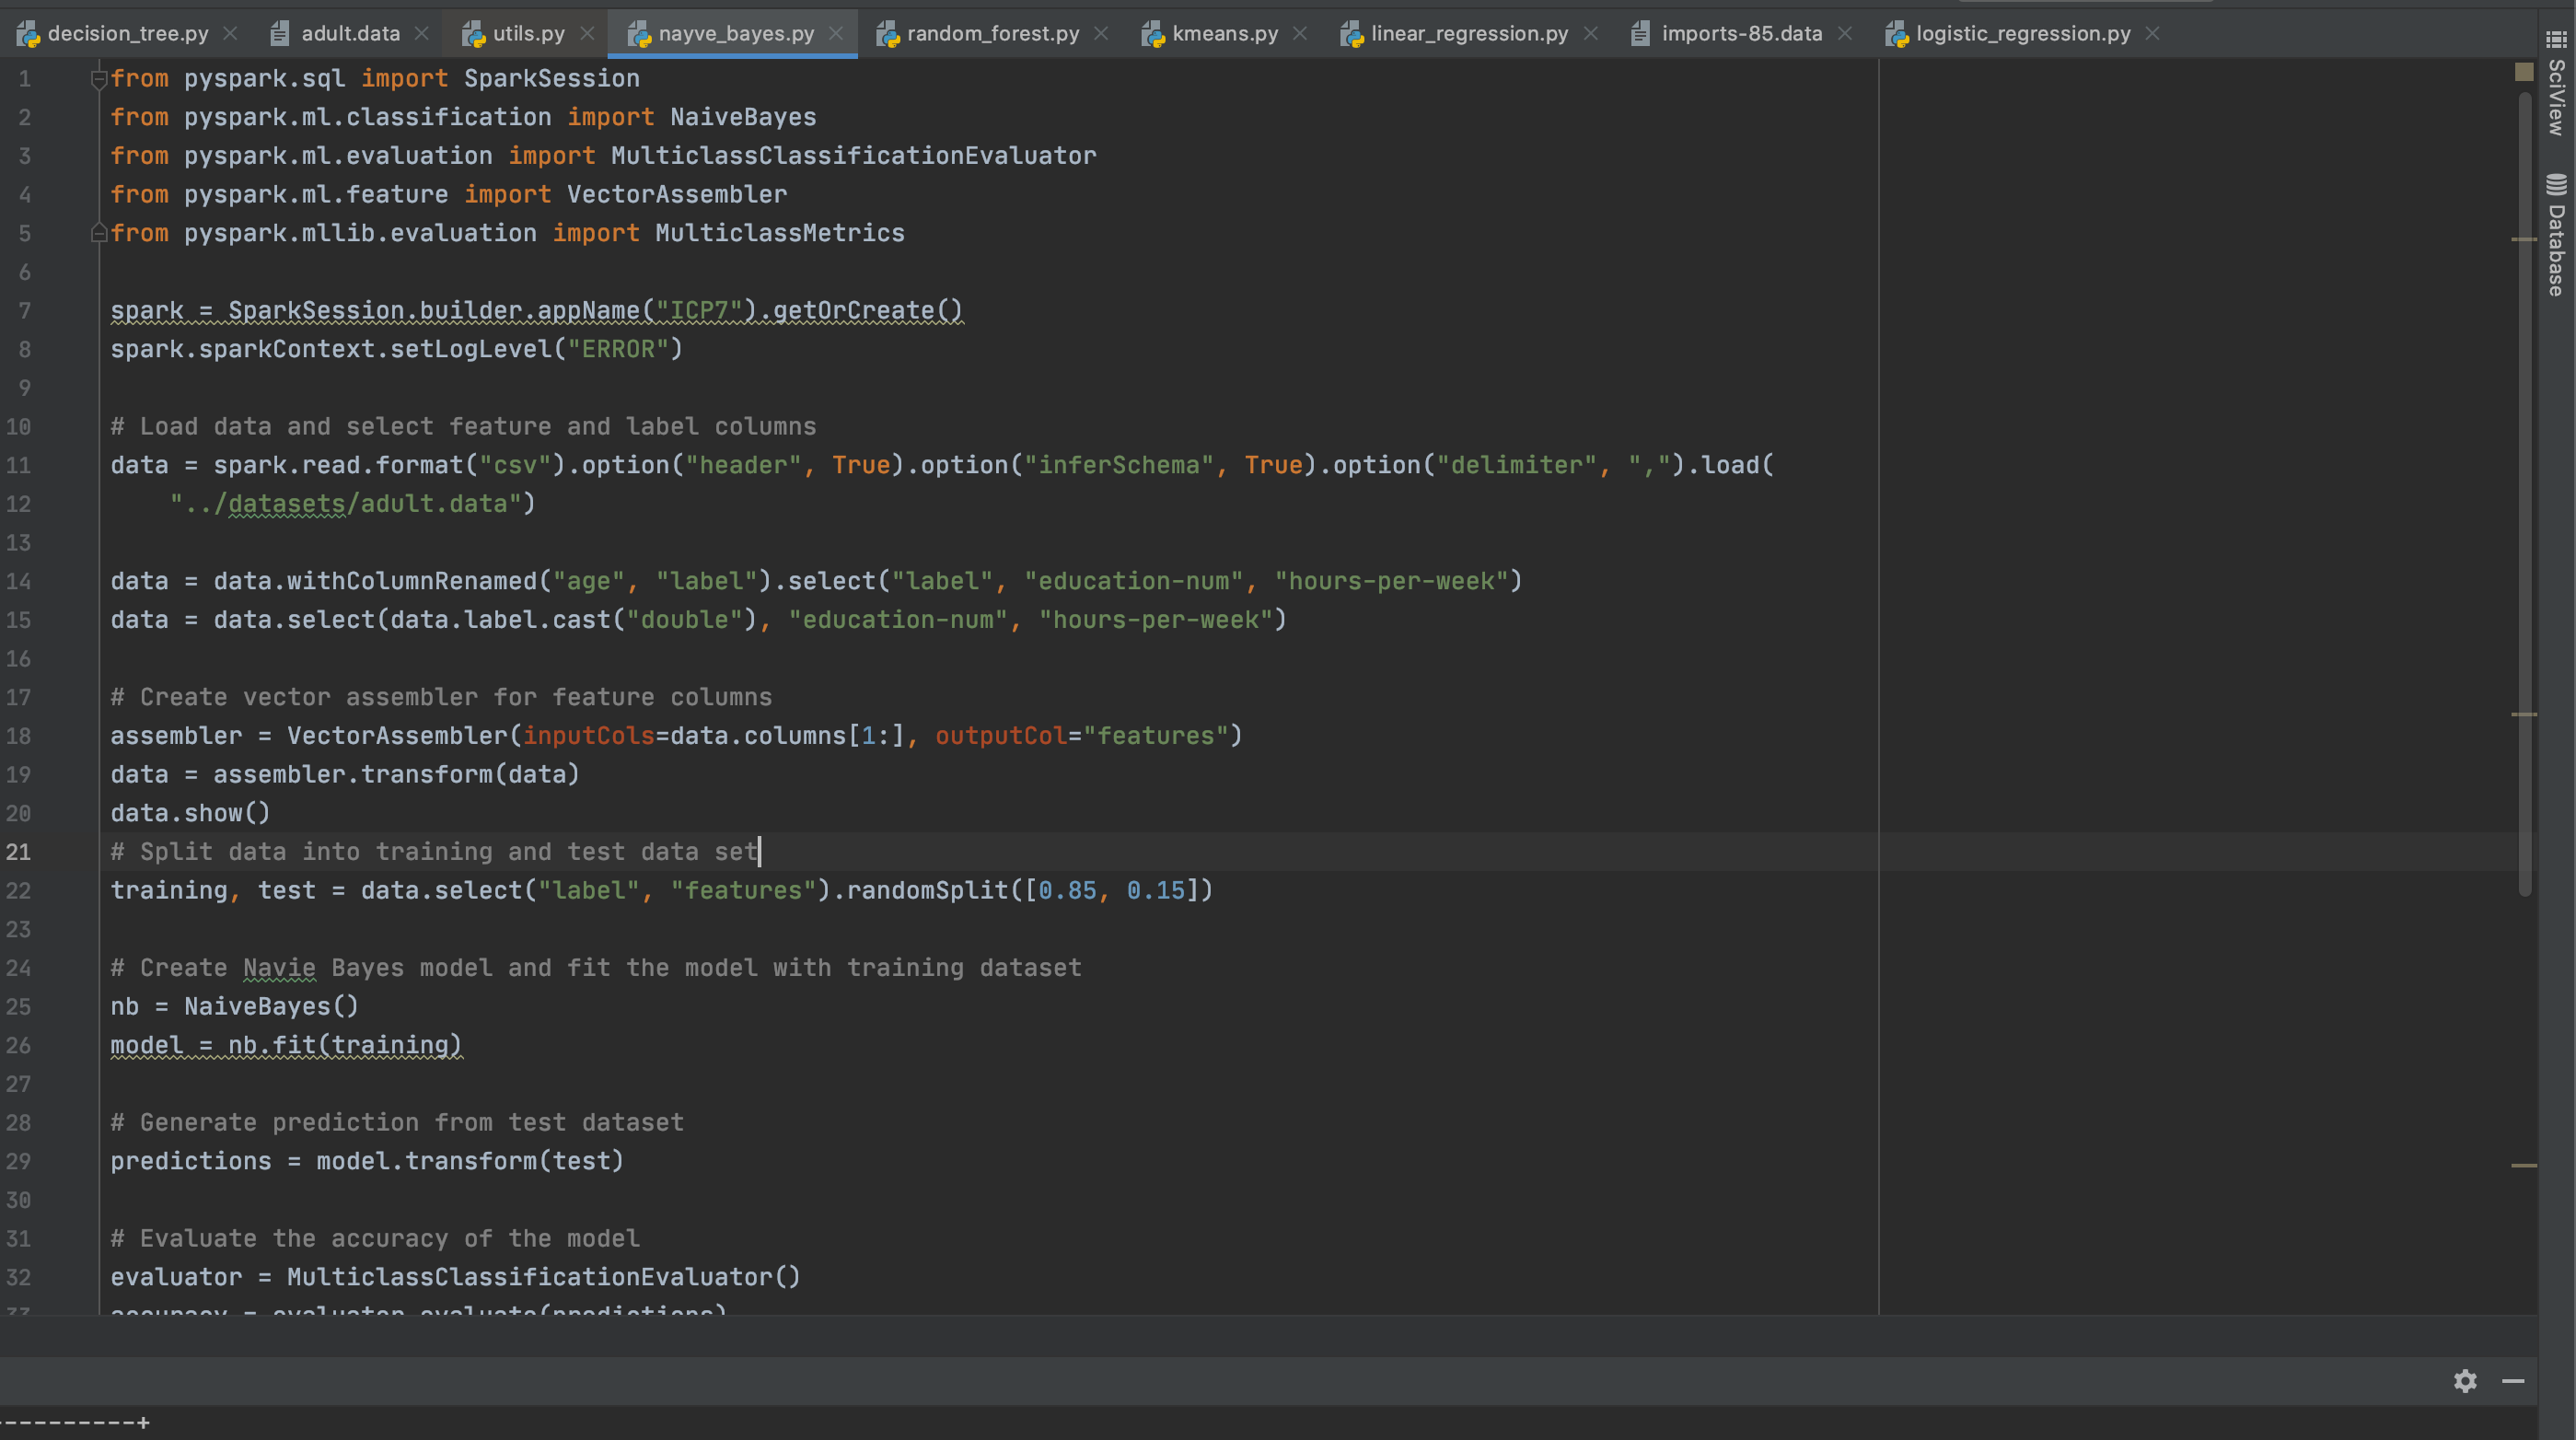 decision_tree.py adult.data utils.py nayve_bayes.py random_forest.py kmeans.py linear_regression.py imports-85.data logistic_regression.py
1 from pyspark.sql import SparkSession
2 from pyspark.ml.classification import NaiveBayes
3 from pyspark.ml.evaluation import MulticlassClassificationEvaluator
4 from pyspark.ml.feature import VectorAssembler
5 from pyspark.mllib.evaluation import MulticlassMetrics
6
7 spark = SparkSession.builder.appName("ICP7").getOrCreate()
8 spark.sparkContext.setLogLevel("ERROR")
9
10 # Load data and select feature and label columns
11 data = spark.read.format("csv").option("header", True).option("inferSchema", True).option("delimiter", ",").load(
12     "../datasets/adult.data")
13
14 data = data.withColumnRenamed("age", "label").select("label", "education-num", "hours-per-week")
15 data = data.select(data.label.cast("double"), "education-num", "hours-per-week")
16
17 # Create vector assembler for feature columns
18 assembler = VectorAssembler(inputCols=data.columns[1:], outputCol="features")
19 data = assembler.transform(data)
20 data.show()
21 # Split data into training and test data set
22 training, test = data.select("label", "features").randomSplit([0.85, 0.15])
23
24 # Create Navie Bayes model and fit the model with training dataset
25 nb = NaiveBayes()
26 model = nb.fit(training)
27
28 # Generate prediction from test dataset
29 predictions = model.transform(test)
30
31 # Evaluate the accuracy of the model
32 evaluator = MulticlassClassificationEvaluator()
33 accuracy = evaluator.evaluate(predictions)
----------+
SciView
Database